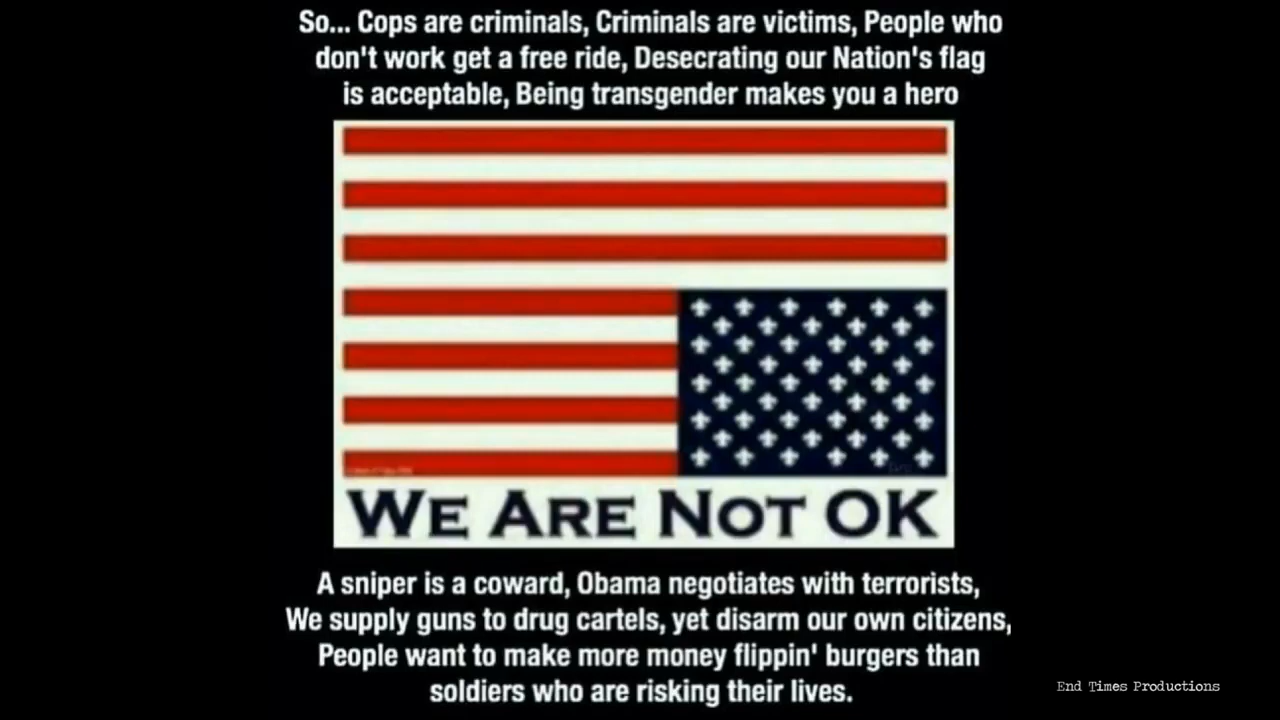 So... Cops are criminals, Criminals are victims, People who
don't work get a free ride, Desecrating our Nation's flag
is acceptable, Being transgender makes you a hero
WE ARE NOT OK
A sniper is a coward, Obama negotiates with terrorists,
We supply guns to drug cartels, yet disarm our own citizens,
People want to make more money flippin' burgers than
soldiers who are risking their lives.
End Times Productions